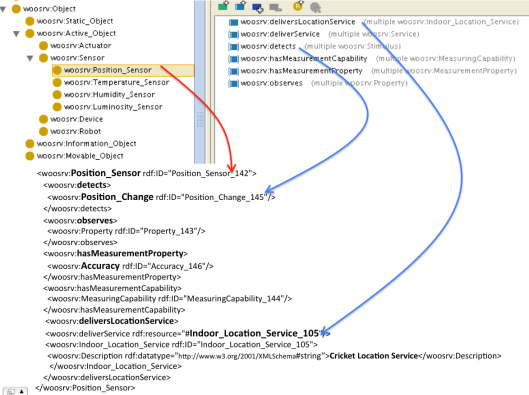 woosrv:Object
woosrv:Static_Object
woosrv:Active_Object
woosrv:Actuator
woosrv:Sensor
woosrv:Position_Sensor
woosrv:Temperature_Sensor
woosrv:Humidity_Sensor
woosrv:Luminosity_Sensor
woosrv:Device
woosrv:Robot
woosrv:Information_Object
woosrv:Movable_Object
woosrv:deliversLocationService (multiple woosrv:Indoor_Location_Service)
woosrv:deliverService (multiple woosrv:Service)
woosrv:detects (multiple woosrv:Stimulus)
woosrv:hasMeasurementCapability (multiple woosrv:MeasuringCapability)
woosrv:hasMeasurementProperty (multiple woosrv:MeasurementProperty)
woosrv:observes (multiple woosrv:Property)
<woosrv:Position_Sensor rdf:ID="Position_Sensor_142">
<woosrv:detects>
<woosrv:Position_Change rdf:ID="Position_Change_145"/>
</woosrv:detects>
<woosrv:observes>
<woosrv:Property rdf:ID="Property_143"/>
</woosrv:observes>
<woosrv:hasMeasurementProperty>
<woosrv:Accuracy rdf:ID="Accuracy_146"/>
</woosrv:hasMeasurementProperty>
<woosrv:hasMeasurementCapability>
<woosrv:MeasuringCapability rdf:ID="MeasuringCapability_144"/>
</woosrv:hasMeasurementCapability>
<woosrv:deliversLocationService>
<woosrv:deliverService rdf:resource="#Indoor_Location_Service_105">
<woosrv:Indoor_Location_Service rdf:ID="Indoor_Location_Service_105">
<woosrv:Description rdf:datatype="http://www.w3.org/2001/XMLSchema#string">Cricket Location Service</woosrv:Description>
</woosrv:Indoor_Location_Service>
</woosrv:deliversLocationService>
</woosrv:Position_Sensor>